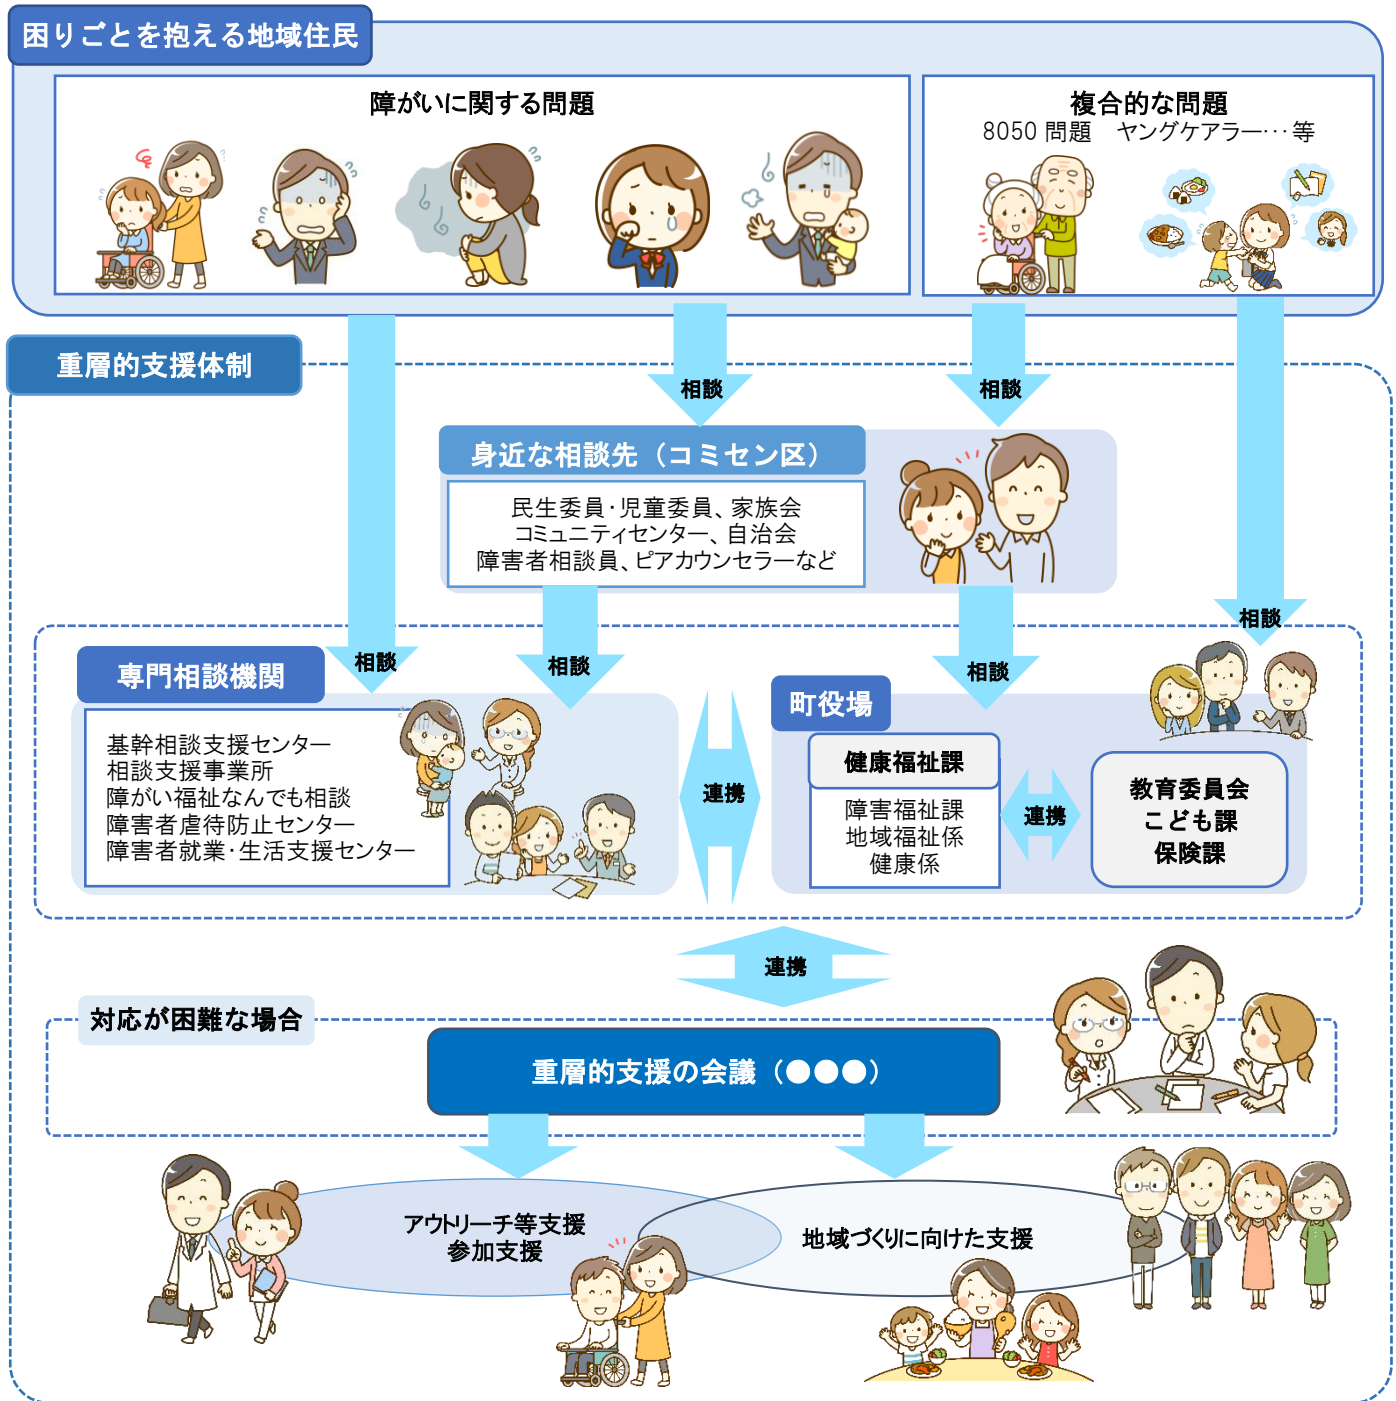 困りごとを抱える地域住民
障がいに関する問題
複合的な問題
8050 問題　ヤングケアラー…等
重層的支援体制
相談
相談
身近な相談先（コミセン区）
民生委員・児童委員、家族会
コミュニティセンター、自治会
障害者相談員、ピアカウンセラーなど
相談
相談
相談
相談
専門相談機関
基幹相談支援センター
相談支援事業所
障がい福祉なんでも相談
障害者虐待防止センター
障害者就業・生活支援センター
連携
町役場
健康福祉課
障害福祉課
地域福祉係
健康係
連携
教育委員会
こども課
保険課
連携
対応が困難な場合
重層的支援の会議（●●●）
アウトリーチ等支援
参加支援
地域づくりに向けた支援